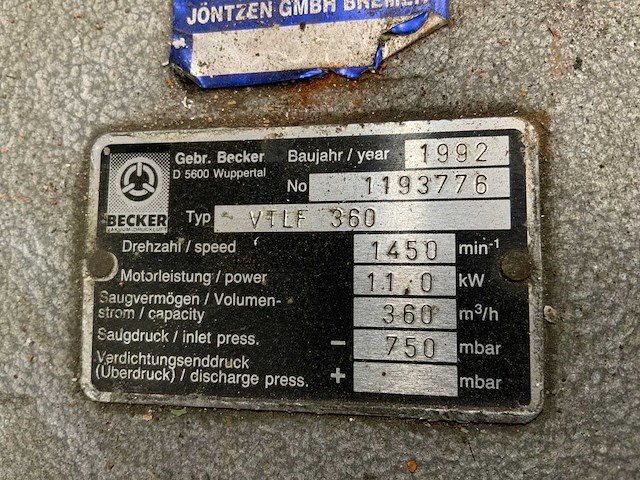 JÖNTZEN GMBH BREMEN
Gebr. Becker
D 5600 Wuppertal
BECKER
VAKUUM-DRUCKLUFT
Baujahr / year 1992
No 1193776
Typ VTLF 360
Drehzahl / speed 1450 min-1
Motorleistung / power 11,0 kW
Saugvermögen / Volumen-
strom / capacity 360 m³/h
Saugdruck / inlet press. – 750 mbar
Verdichtungsenddruck
(Überdruck) / discharge press. + mbar